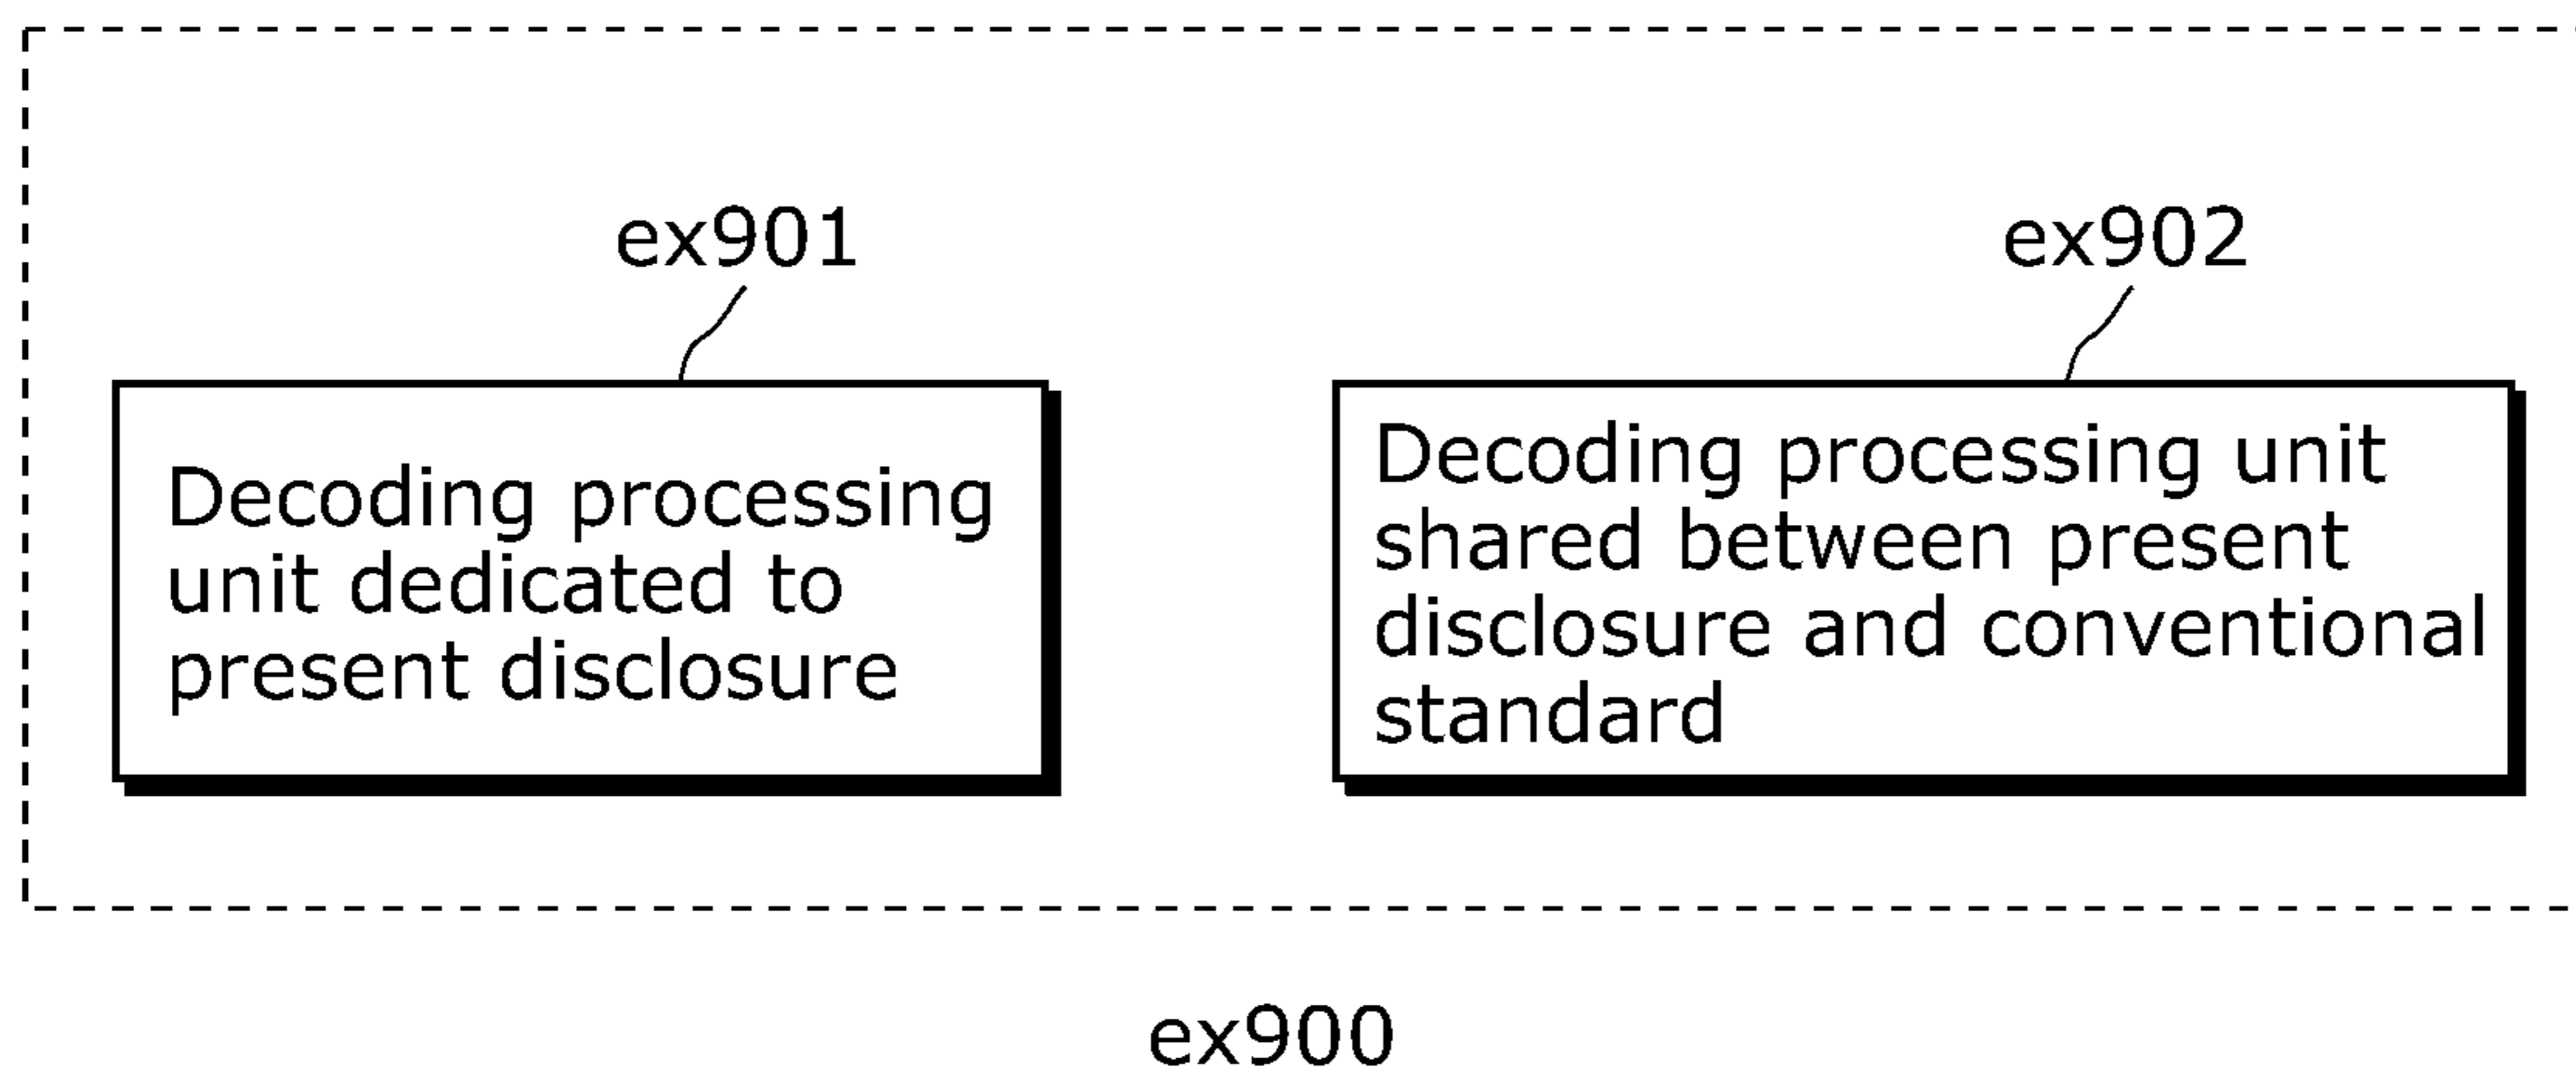 ex901
Decoding processing
unit dedicated to
present disclosure
ex902
Decoding processing unit
shared between present
disclosure and conventional
standard
ex900